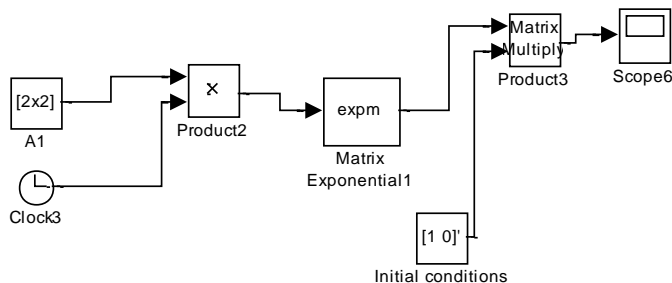 Matrix
Multiply
Product3
Scope6
[2x2]
A1
×
Product2
expm
Matrix
Exponential1
Clock3
[1 0]'
Initial conditions